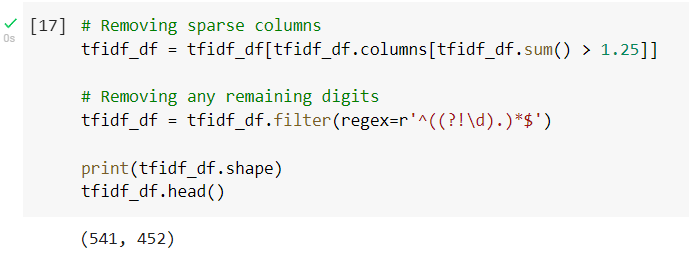 [17] # Removing sparse columns
0s
tfidf_df = tfidf_df[tfidf_df.columns[tfidf_df.sum() > 1.25]]
# Removing any remaining digits
tfidf_df = tfidf_df.filter(regex=r'^((?!\d).)*$')
print(tfidf_df.shape)
tfidf_df.head()
(541, 452)